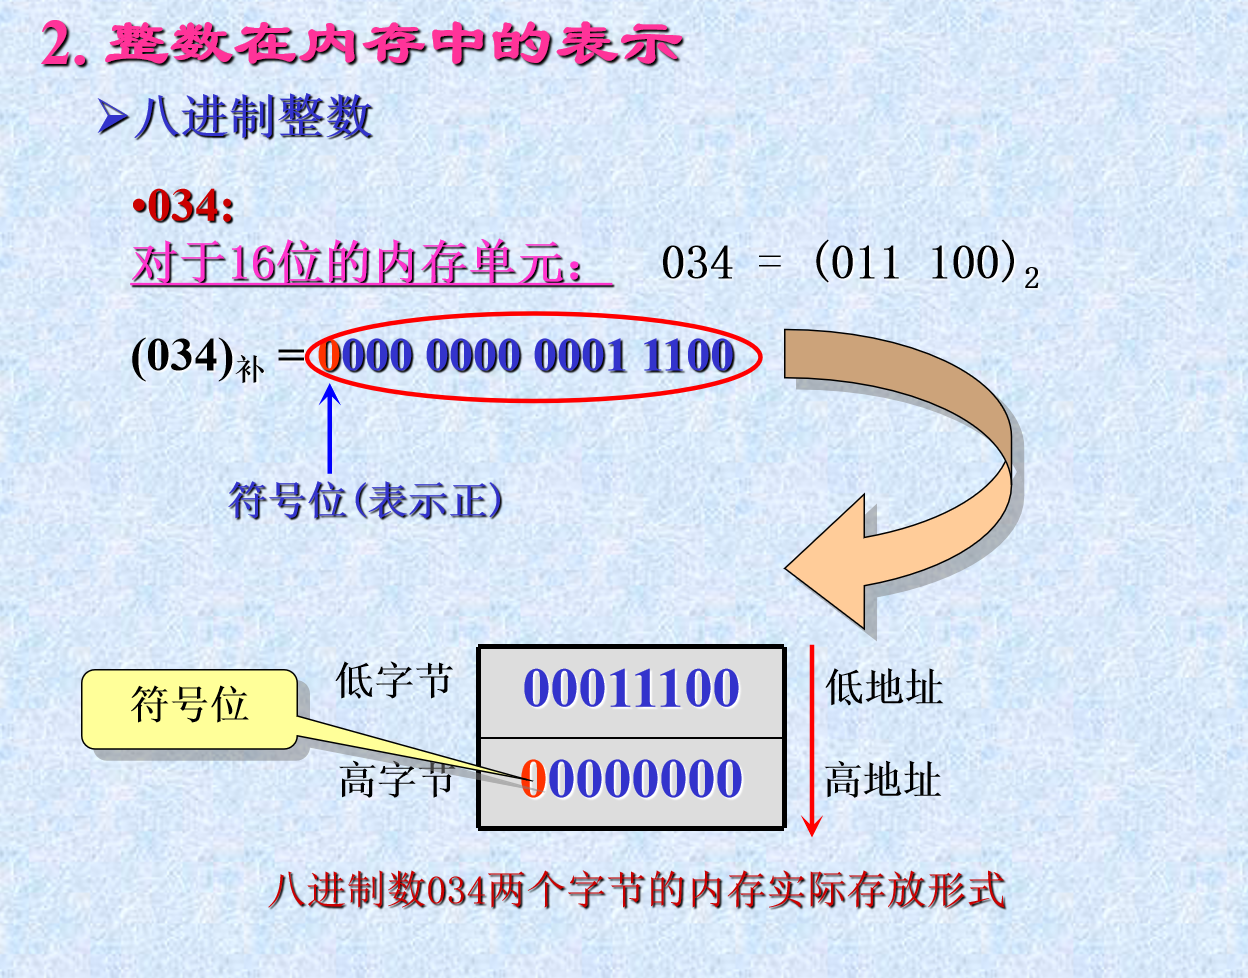 2. 整数在内存中的表示
➢八进制整数
•034:
对于16位的内存单元： 034 = (011 100)₂
(034)补 = 0000 0000 0001 1100
符号位(表示正)
低字节 00011100 低地址
符号位
高字节 00000000 高地址
八进制数034两个字节的内存实际存放形式